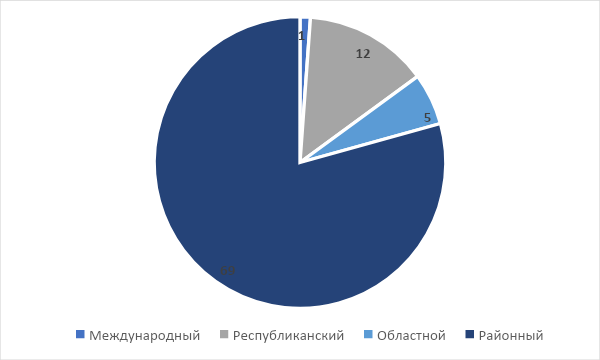 1
12
5
Международный
Республиканский
Областной
Районный